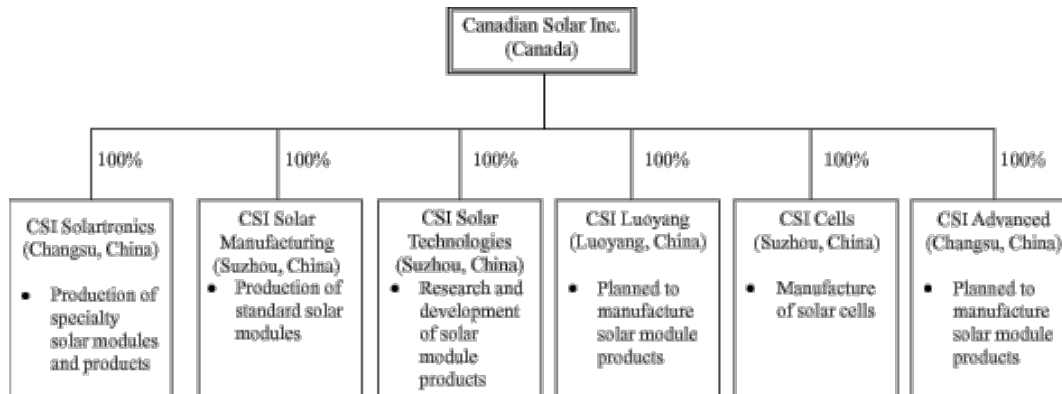 Canadian Solar Inc.
(Canada)
100%
100%
100%
100%
100%
100%
CSI Solartronics
(Changsu, China)
• Production of
specialty
solar modules
and products
CSI Solar
Manufacturing
(Suzhou, China)
• Production of
standard solar
modules
CSI Solar
Technologies
(Suzhou, China)
• Research and
development
of solar
module
products
CSI Luoyang
(Luoyang, China)
• Planned to
manufacture
solar module
products
CSI Cells
(Suzhou, China)
• Manufacture
of solar cells
CSI Advanced
(Changsu, China)
• Planned to
manufacture
solar module
products